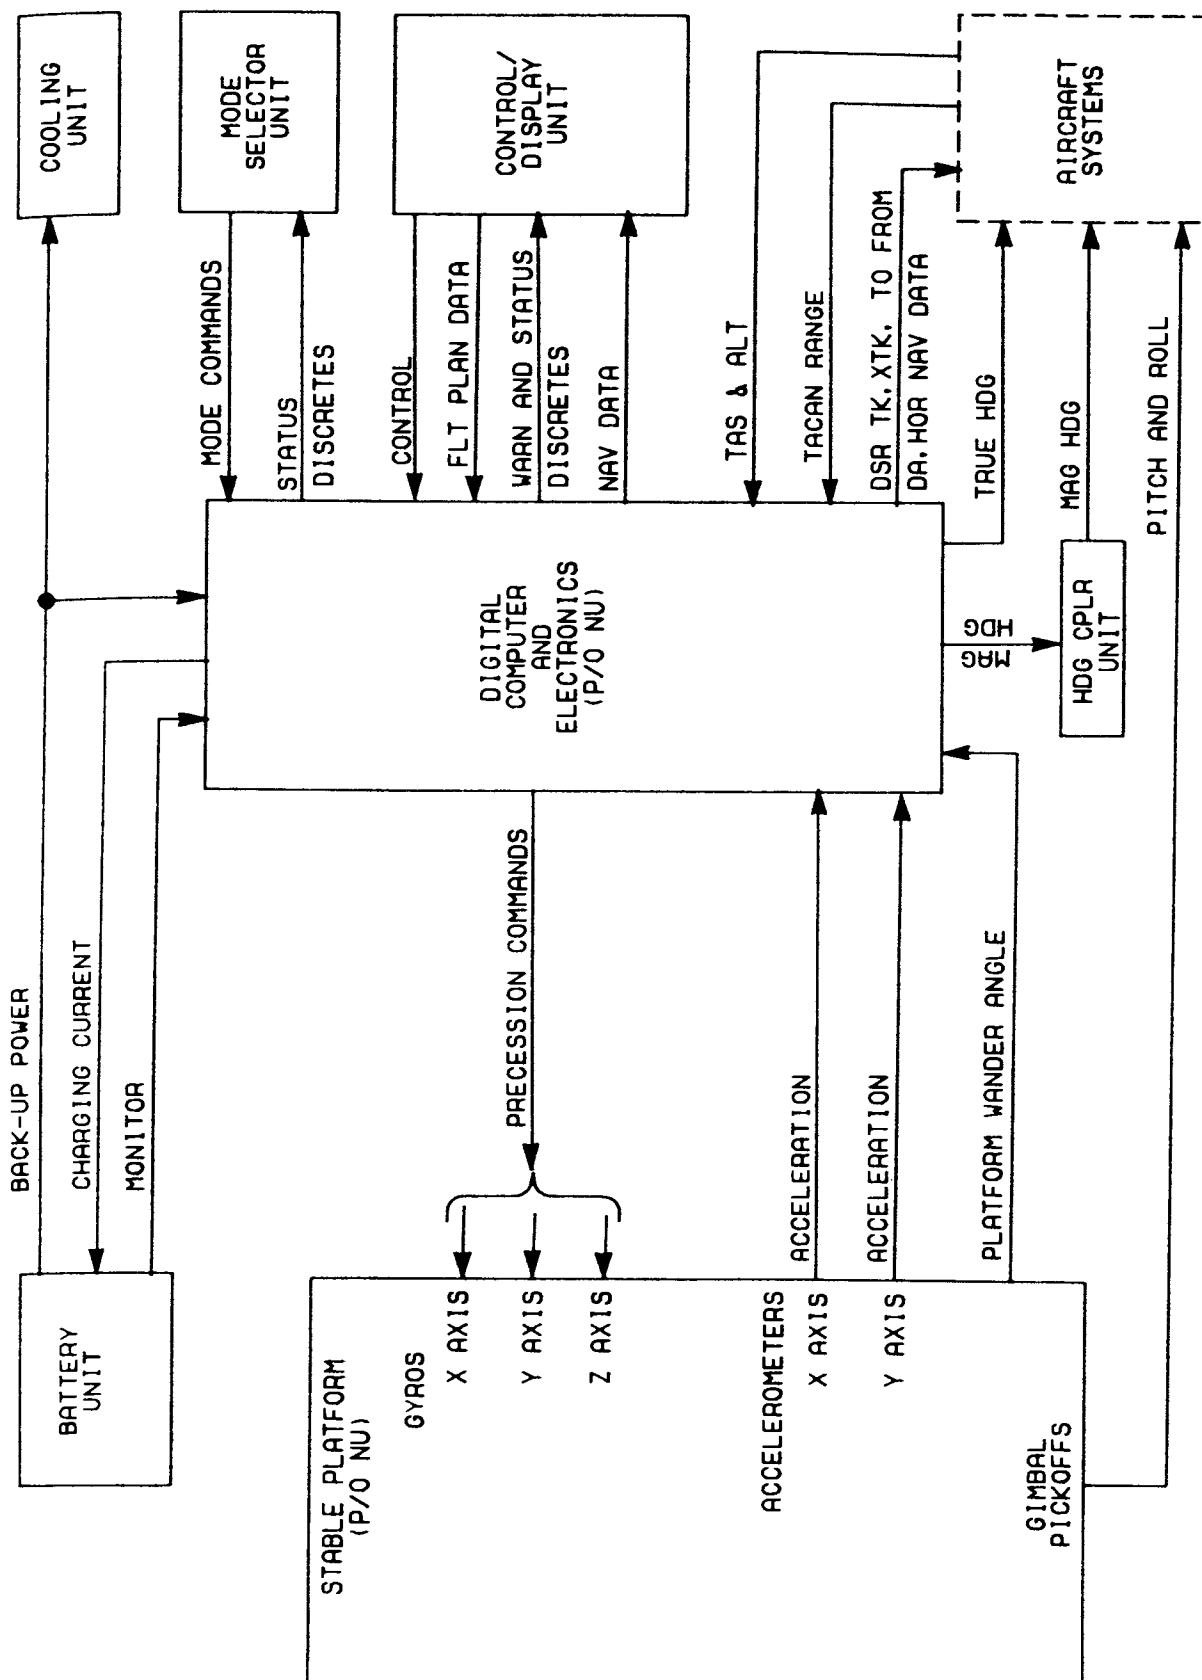 BATTERY
UNIT
BACK-UP POWER
CHARGING CURRENT
MONITOR
COOLING
UNIT
MODE
SELECTOR
UNIT
MODE COMMANDS
STATUS
DISCRETES
CONTROL/
DISPLAY
UNIT
CONTROL
FLT PLAN DATA
WARN AND STATUS
DISCRETES
NAV DATA
STABLE PLATFORM
(P/O NU)
GYROS
X AXIS
Y AXIS
Z AXIS
PRECESSION COMMANDS
DIGITAL
COMPUTER
AND
ELECTRONICS
(P/O NU)
ACCELEROMETERS
X AXIS
ACCELERATION
Y AXIS
ACCELERATION
PLATFORM WANDER ANGLE
GIMBAL
PICKOFFS
TAS & ALT
TACAN RANGE
DSR TK. XTK. TO FROM
DA. HOR NAV DATA
TRUE HDG
MAG
HDG
HDG CPLR
UNIT
MAG HDG
PITCH AND ROLL
AIRCRAFT
SYSTEMS